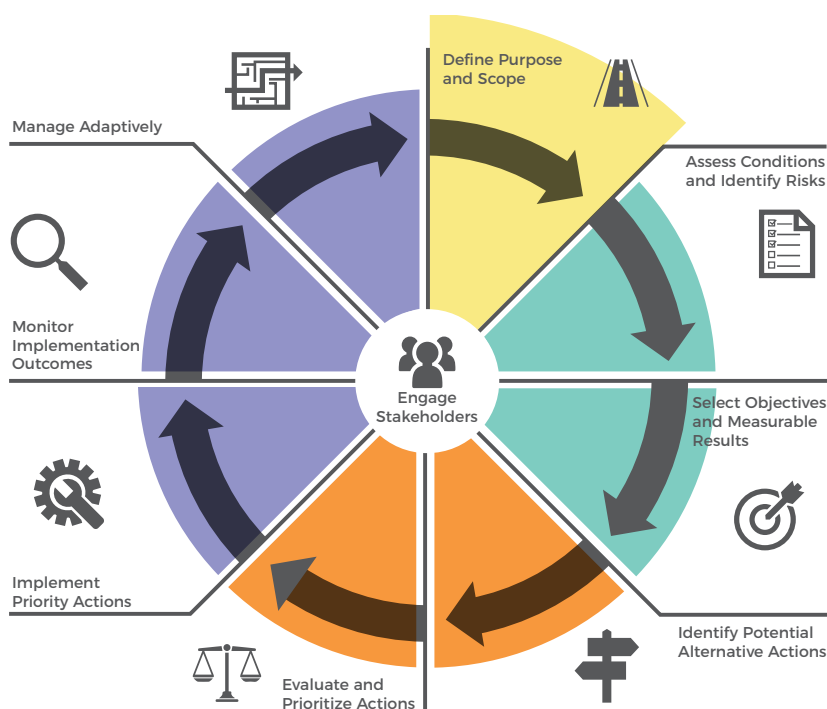 Define Purpose
and Scope
Assess Conditions
and Identify Risks
Select Objectives
and Measurable
Results
Identify Potential
Alternative Actions
Evaluate and
Prioritize Actions
Implement
Priority Actions
Monitor
Implementation
Outcomes
Manage Adaptively
Engage
Stakeholders